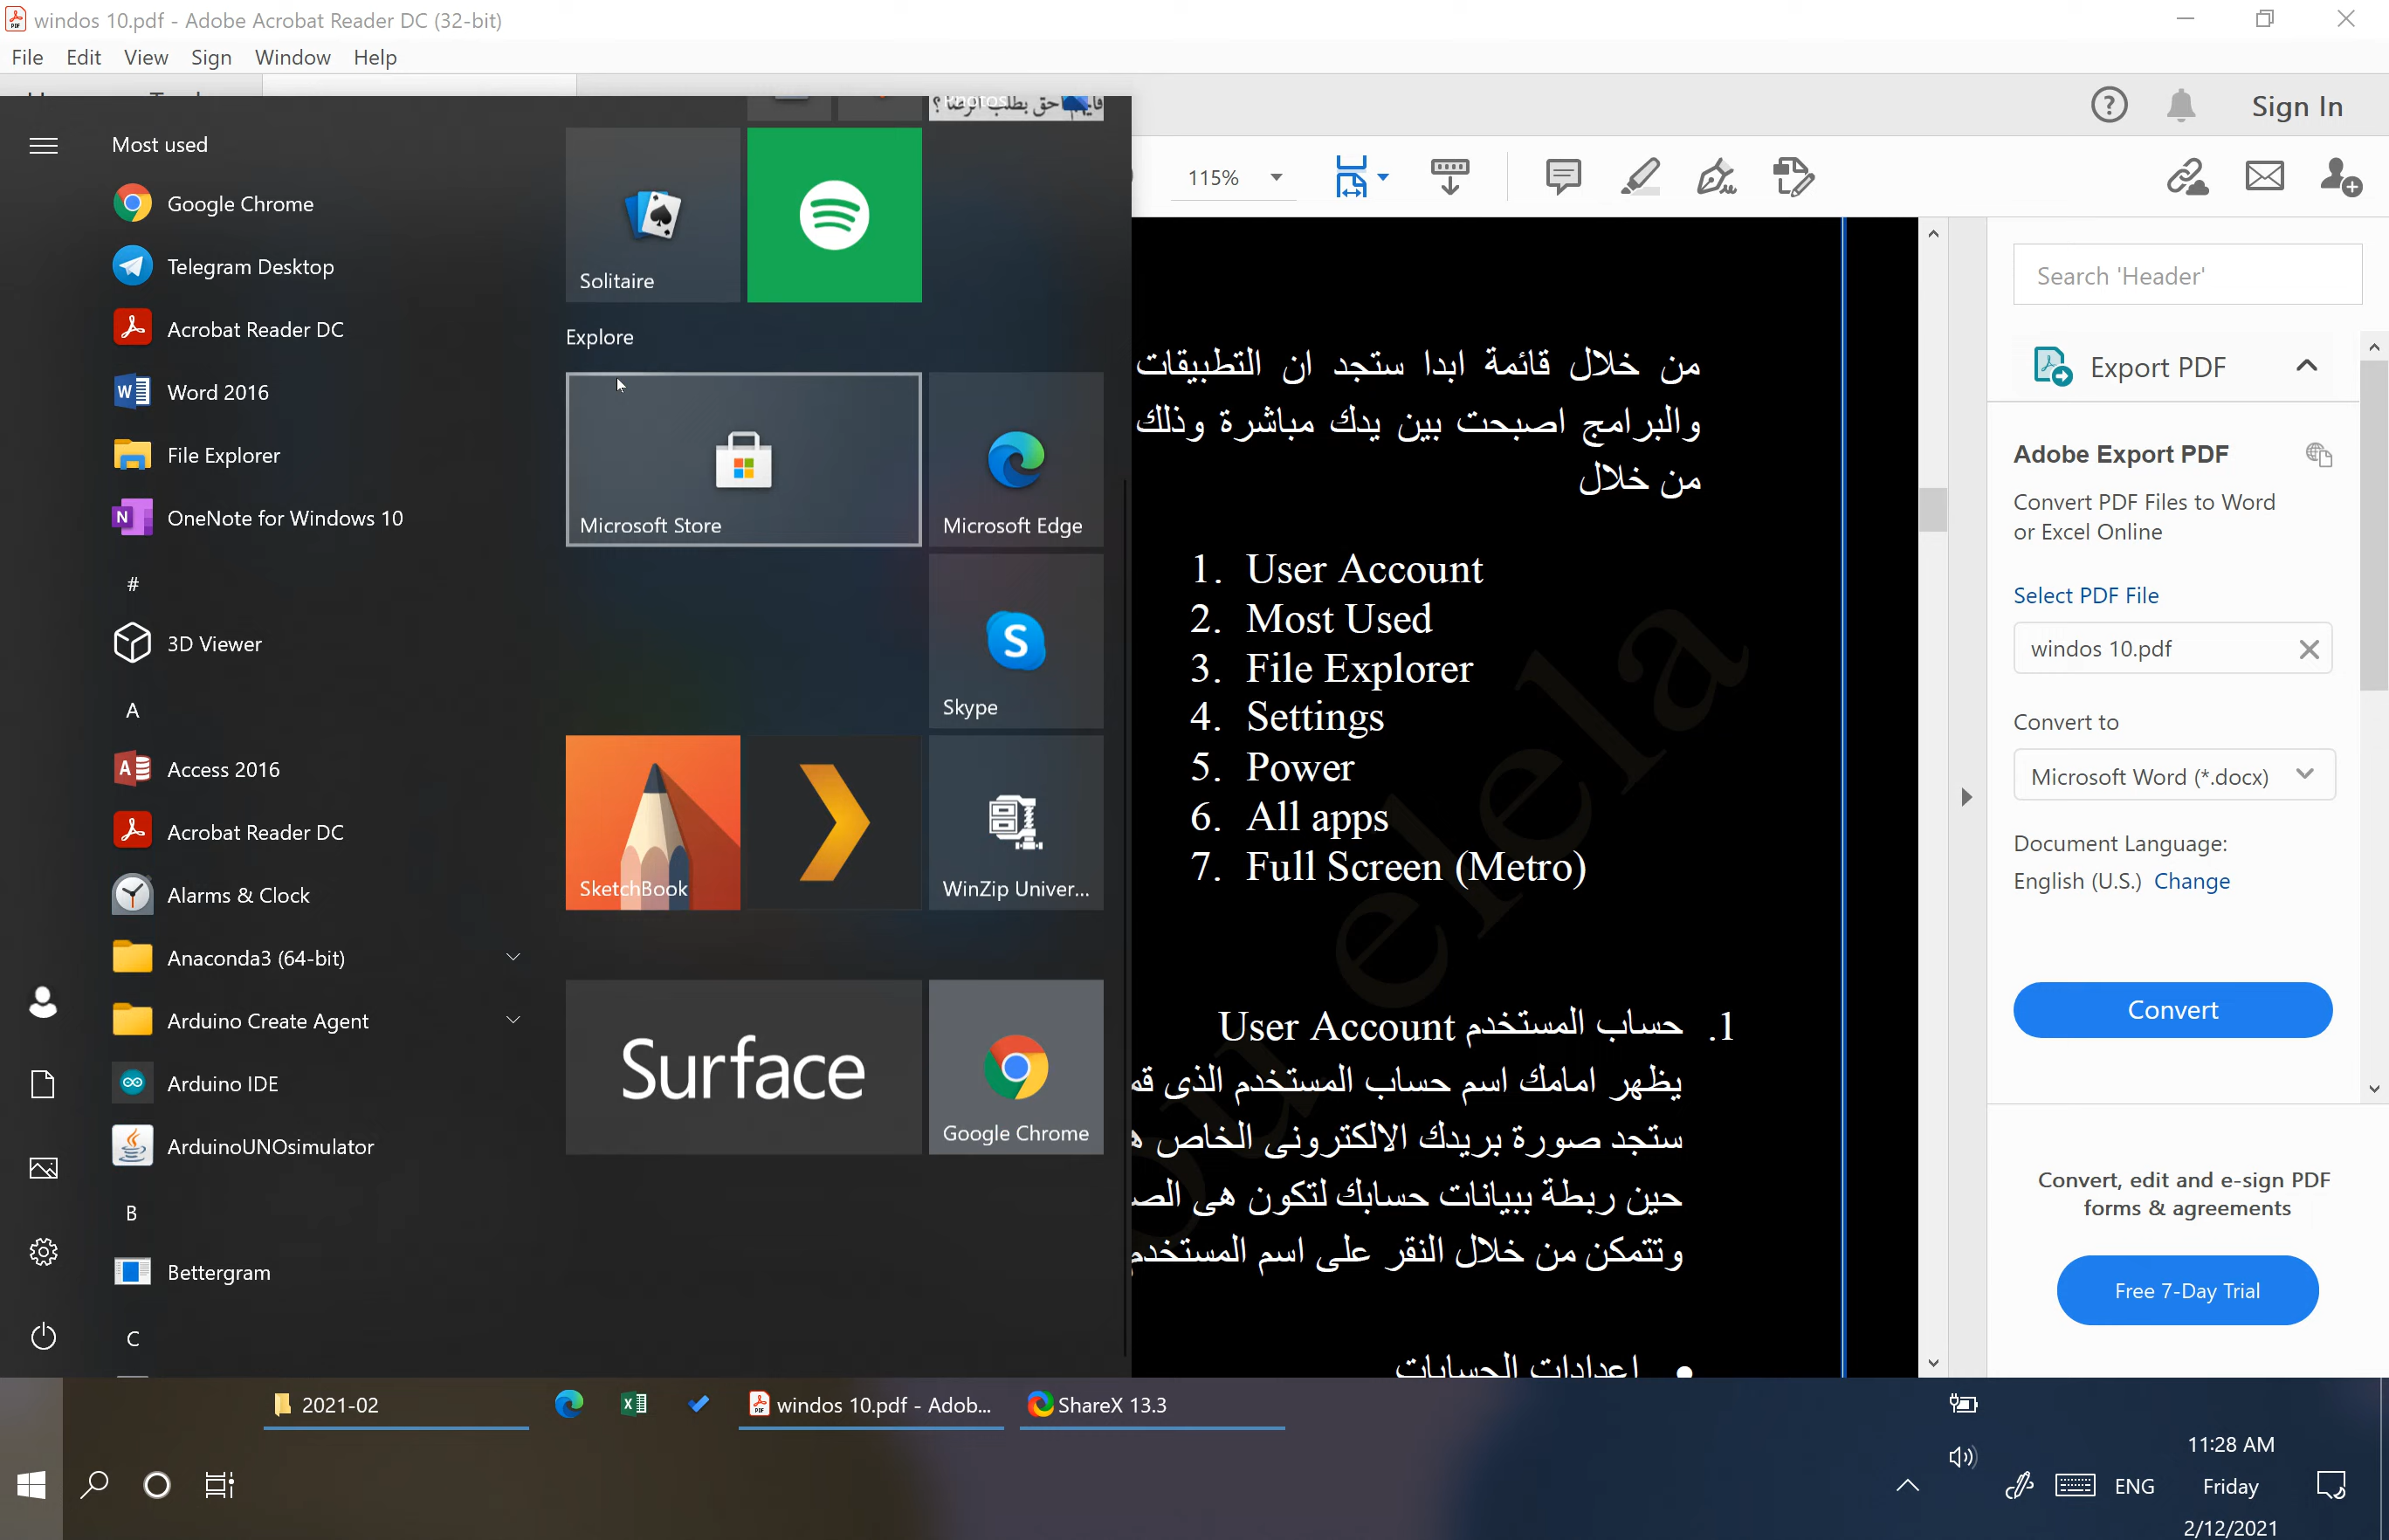 windos 10.pdf - Adobe Acrobat Reader DC (32-bit)
File Edit View Sign Window Help
Sign In
115%
Most used
Google Chrome
Telegram Desktop
Acrobat Reader DC
Word 2016
File Explorer
OneNote for Windows 10
#
3D Viewer
A
Access 2016
Acrobat Reader DC
Alarms & Clock
Anaconda3 (64-bit)
Arduino Create Agent
Arduino IDE
ArduinoUNOsimulator
B
Bettergram
C
Photos
حق بطلب الرضا ؟
Solitaire
Explore
Microsoft Store
Microsoft Edge
Skype
SketchBook
WinZip Univer...
Surface
Google Chrome
من خلال قائمة ابدا ستجد ان التطبيقات
والبرامج اصبحت بين يدك مباشرة وذلك
من خلال
1. User Account
2. Most Used
3. File Explorer
4. Settings
5. Power
6. All apps
7. Full Screen (Metro)
1. حساب المستخدم User Account
يظهر امامك اسم حساب المستخدم الذى
ستجد صورة بريدك الالكترونى الخاص
حين ربطة ببيانات حسابك لتكون هى
وتتمكن من خلال النقر على اسم المستخدم
• اعدادات الحسابات
Search 'Header'
Export PDF
Adobe Export PDF
Convert PDF Files to Word
or Excel Online
Select PDF File
windos 10.pdf
Convert to
Microsoft Word (*.docx)
Document Language:
English (U.S.) Change
Convert
Convert, edit and e-sign PDF
forms & agreements
Free 7-Day Trial
2021-02
windos 10.pdf - Adob...
ShareX 13.3
ENG
11:28 AM
Friday
2/12/2021